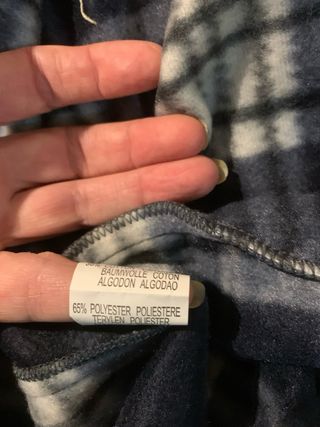 BAUMWOLLE COTON
ALGODON ALGODAO
65% POLYESTER POLIESTERE
TERYLEN POLIESTER